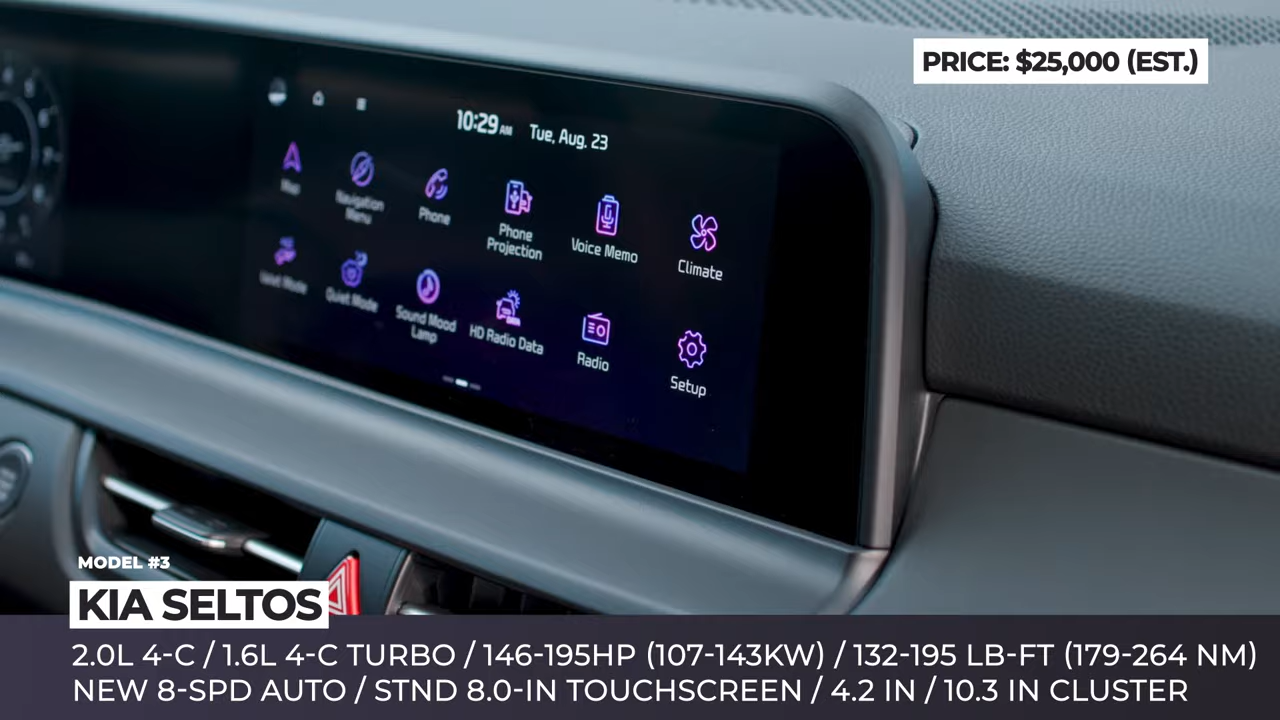 PRICE: $25,000 (EST.)
10:29 AM Tue, Aug. 23
Map
Navigation
Menu
Phone
Phone
Projection
Voice Memo
Climate
Valet Mode
Quiet Mode
Sound Mood
Lamp
HD Radio Data
Radio
Setup
MODEL #3
KIA SELTOS
2.0L 4-C / 1.6L 4-C TURBO / 146-195HP (107-143KW) / 132-195 LB-FT (179-264 NM)
NEW 8-SPD AUTO / STND 8.0-IN TOUCHSCREEN / 4.2 IN / 10.3 IN CLUSTER